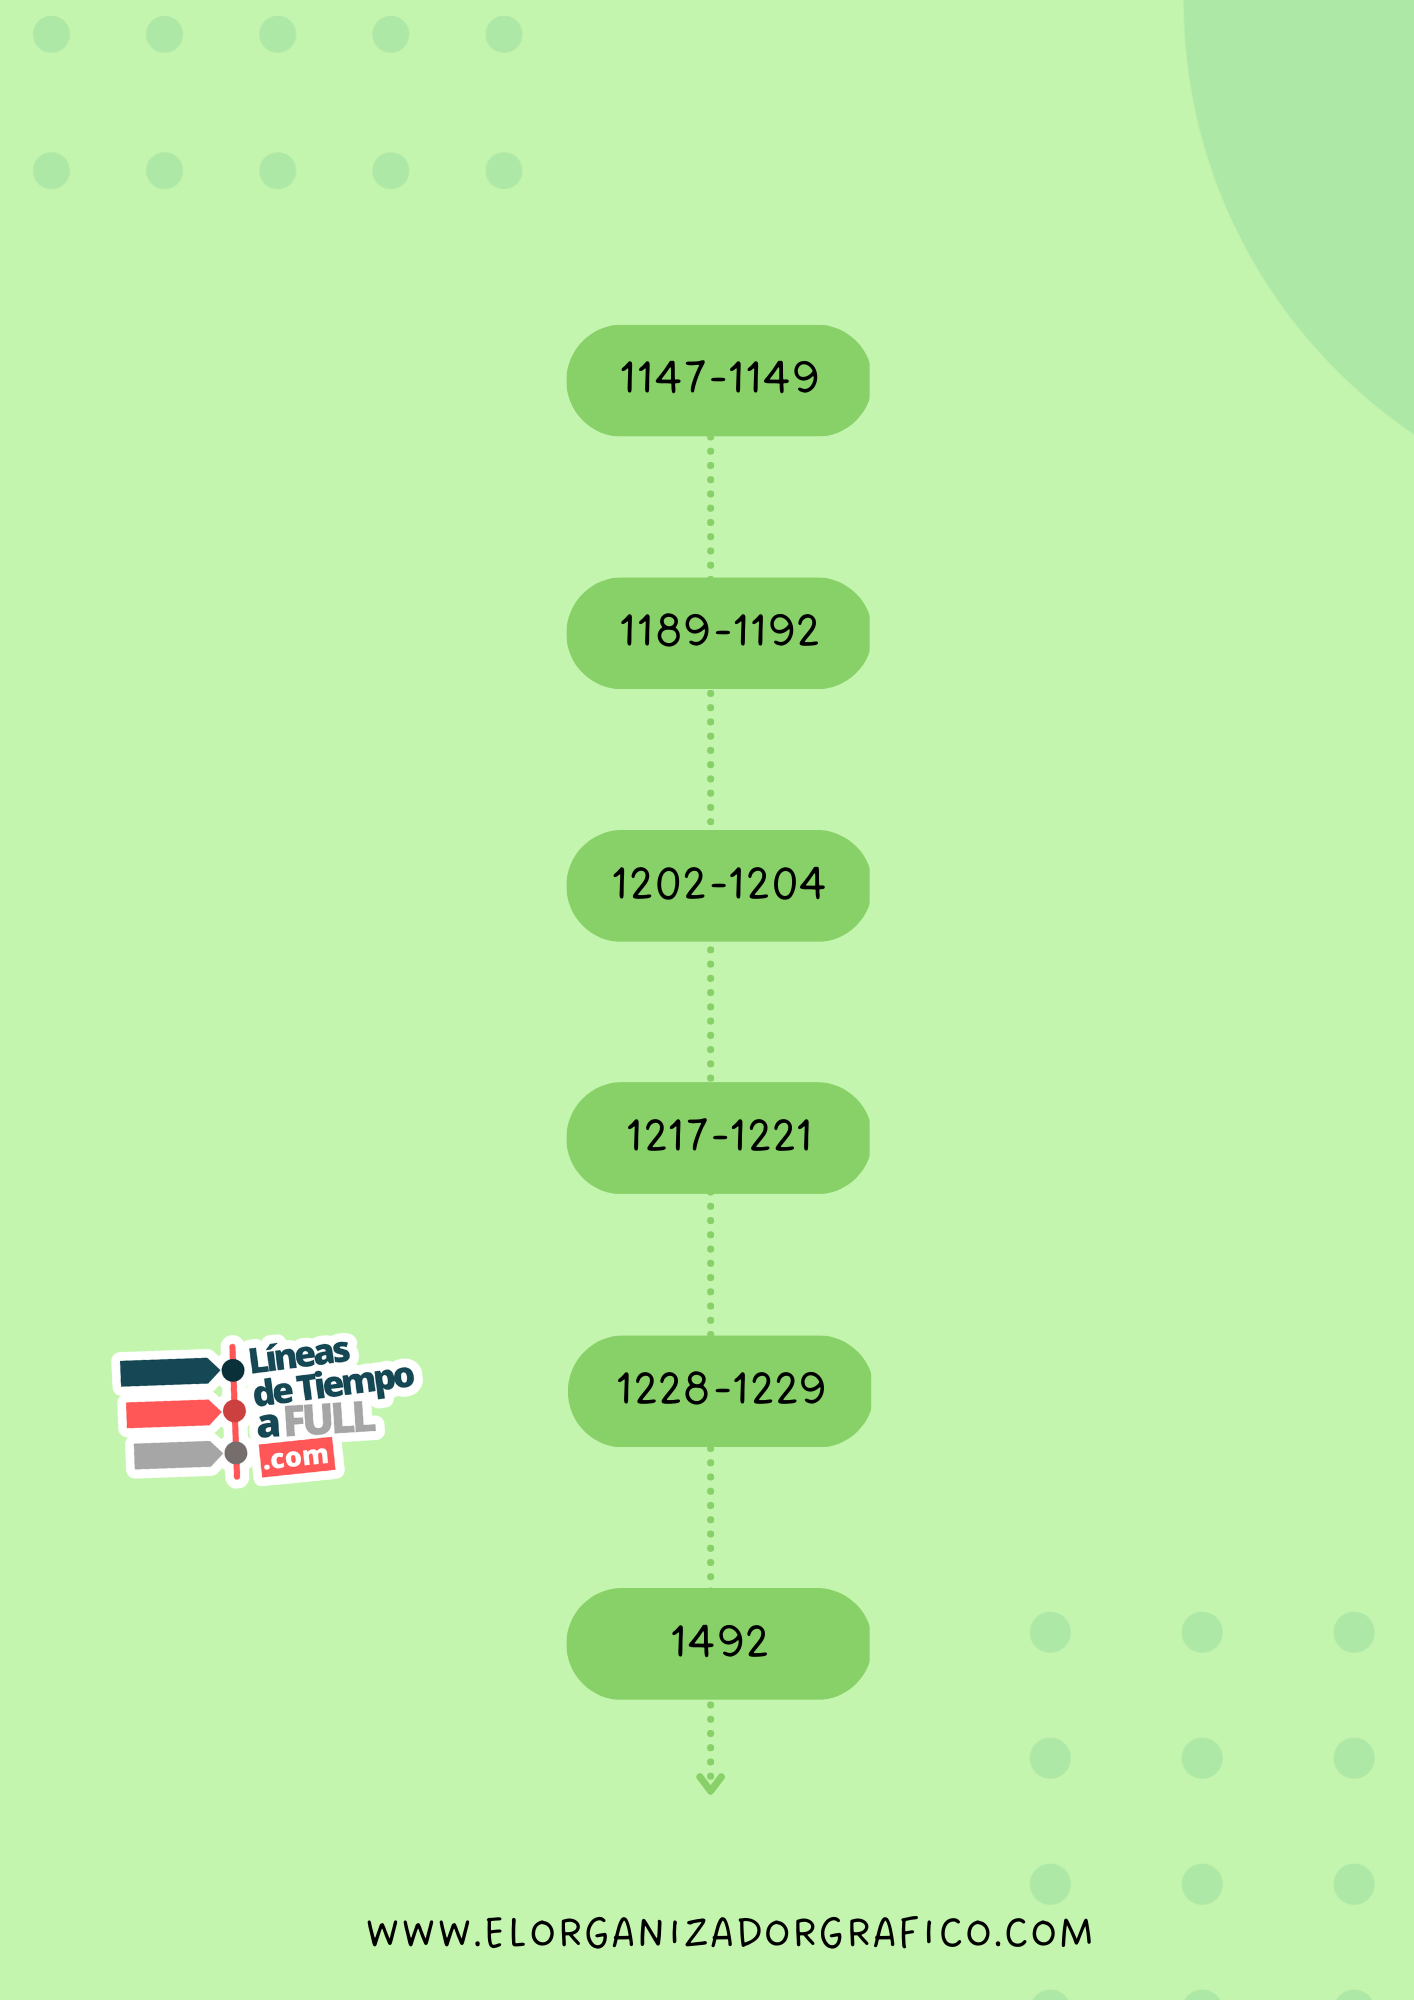 1147-1149
1189-1192
1202-1204
1217-1221
1228-1229
Líneas
de Tiempo
a FULL
.com
1492
WWW.ELORGANIZADORGRAFICO.COM